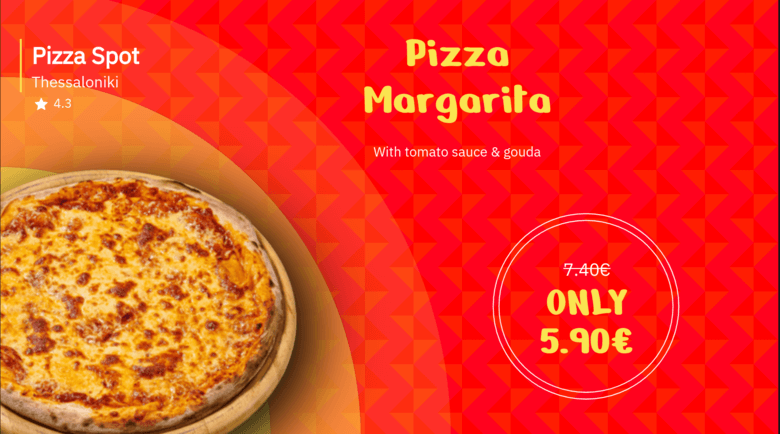 Pizza Spot
Thessaloniki
4.3
Pizza
Margarita
With tomato sauce & gouda
7.40€
ONLY
5.90€